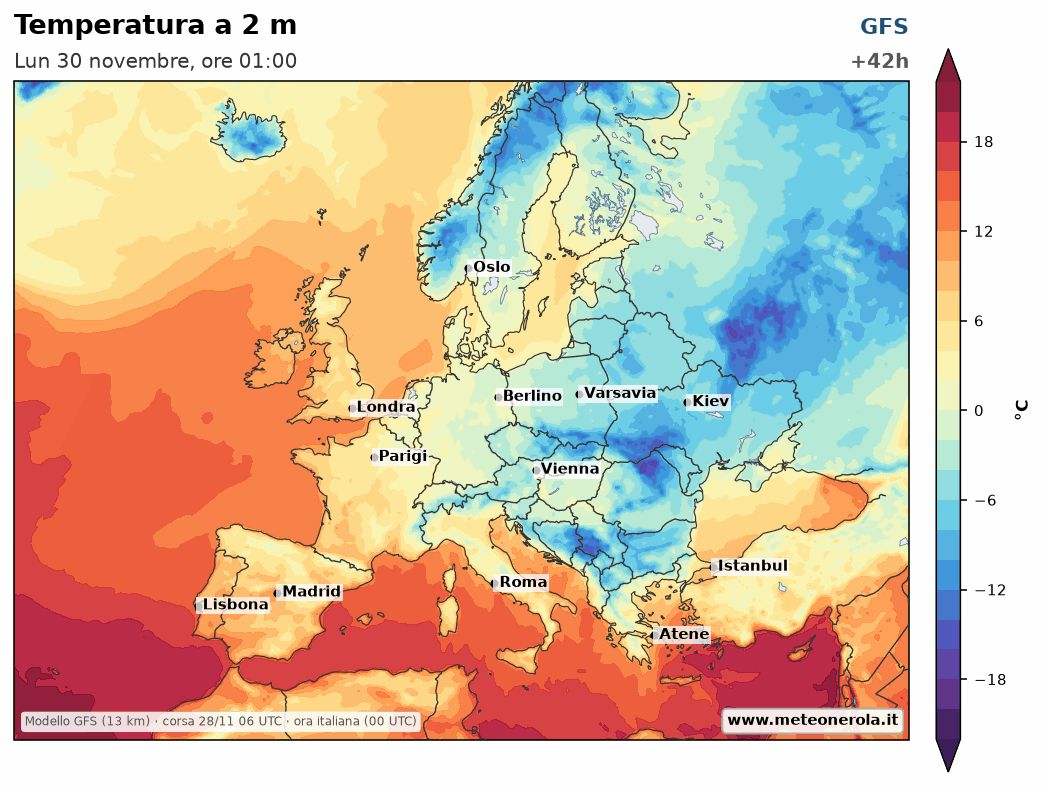 Temperatura a 2 m
GFS
Lun 30 novembre, ore 01:00
+42h
Oslo
Londra
Berlino
Varsavia
Kiev
Parigi
Vienna
Madrid
Lisbona
Roma
Istanbul
Atene
18
12
6
0
−6
−12
−18
°C
Modello GFS (13 km) · corsa 28/11 06 UTC · ora italiana (00 UTC)
www.meteonerola.it